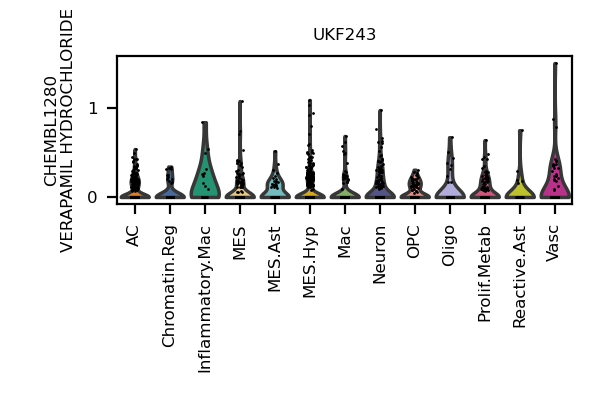 UKF243
CHEMBL1280
VERAPAMIL HYDROCHLORIDE
1
0
AC
Chromatin.Reg
Inflammatory.Mac
MES
MES.Ast
MES.Hyp
Mac
Neuron
OPC
Oligo
Prolif.Metab
Reactive.Ast
Vasc